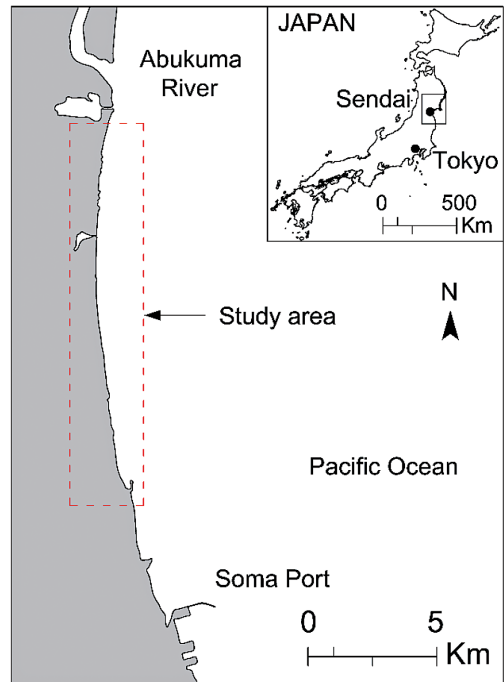 Abukuma
River
JAPAN
Sendai
Tokyo
0 500
Km
N
Study area
Pacific Ocean
Soma Port
0 5
Km